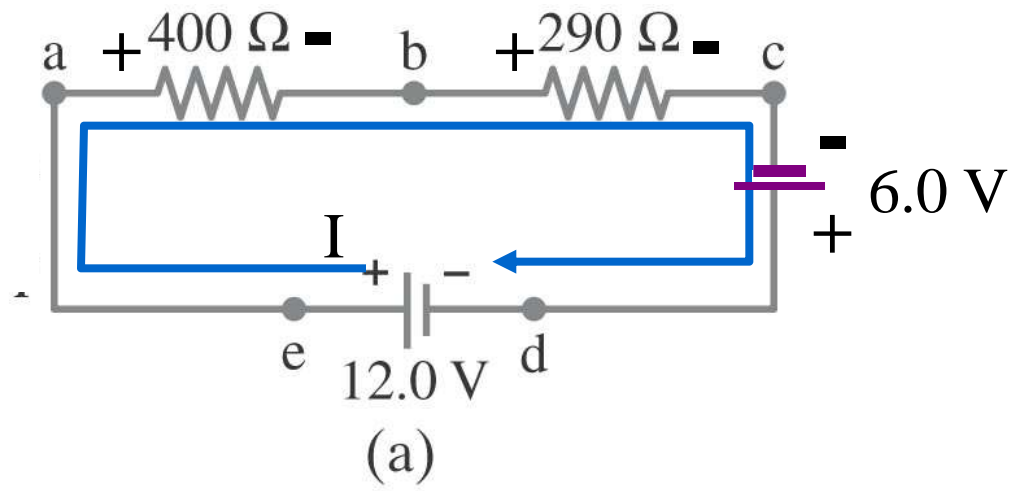 a + 400 Ω - b + 290 Ω - c
-
6.0 V
+
I
+ -
e d
12.0 V
(a)